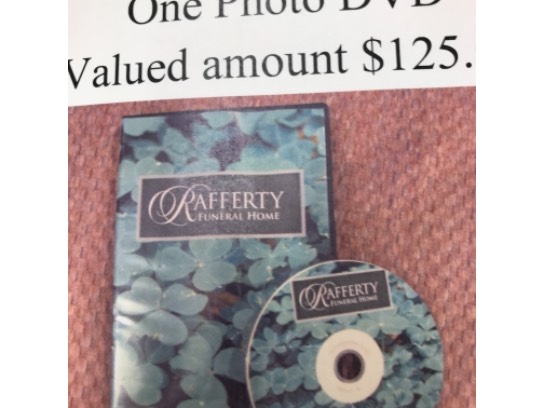 One Photo DVD
Valued amount $125.
RAFFERTY
FUNERAL HOME
RAFFERTY
FUNERAL HOME